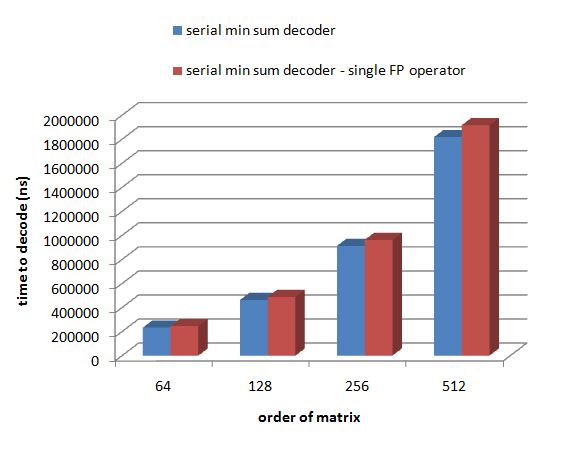 serial min sum decoder
serial min sum decoder - single FP operator
2000000
1800000
1600000
1400000
1200000
1000000
800000
600000
400000
200000
0
time to decode (ns)
64 128 256 512
order of matrix